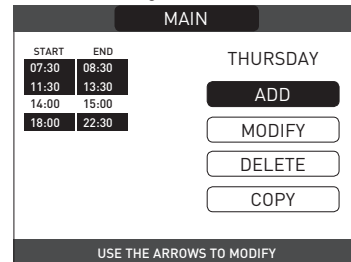 MAIN
START END
07:30 08:30
11:30 13:30
14:00 15:00
18:00 22:30
THURSDAY
ADD
MODIFY
DELETE
COPY
USE THE ARROWS TO MODIFY